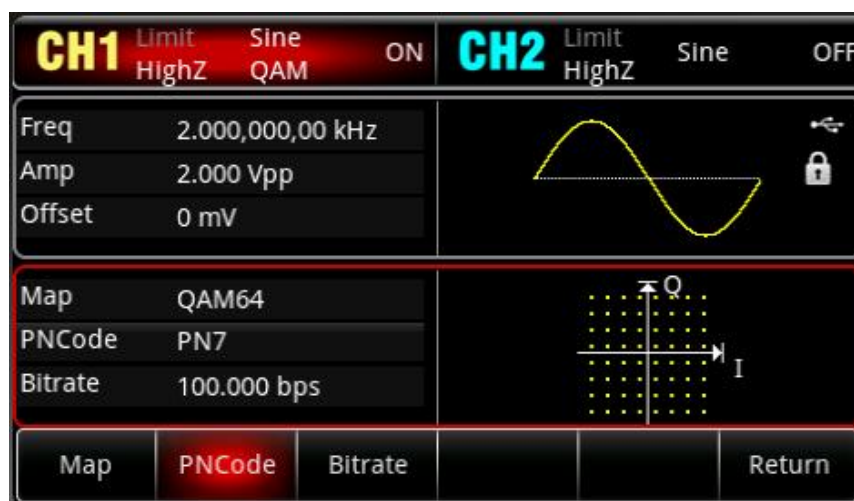 CH1 Limit Sine ON CH2 Limit Sine OFF
HighZ QAM HighZ
Freq 2.000,000,00 kHz
Amp 2.000 Vpp
Offset 0 mV
Map QAM64 Q
PNCode PN7
I
Bitrate 100.000 bps
Map PNCode Bitrate Return